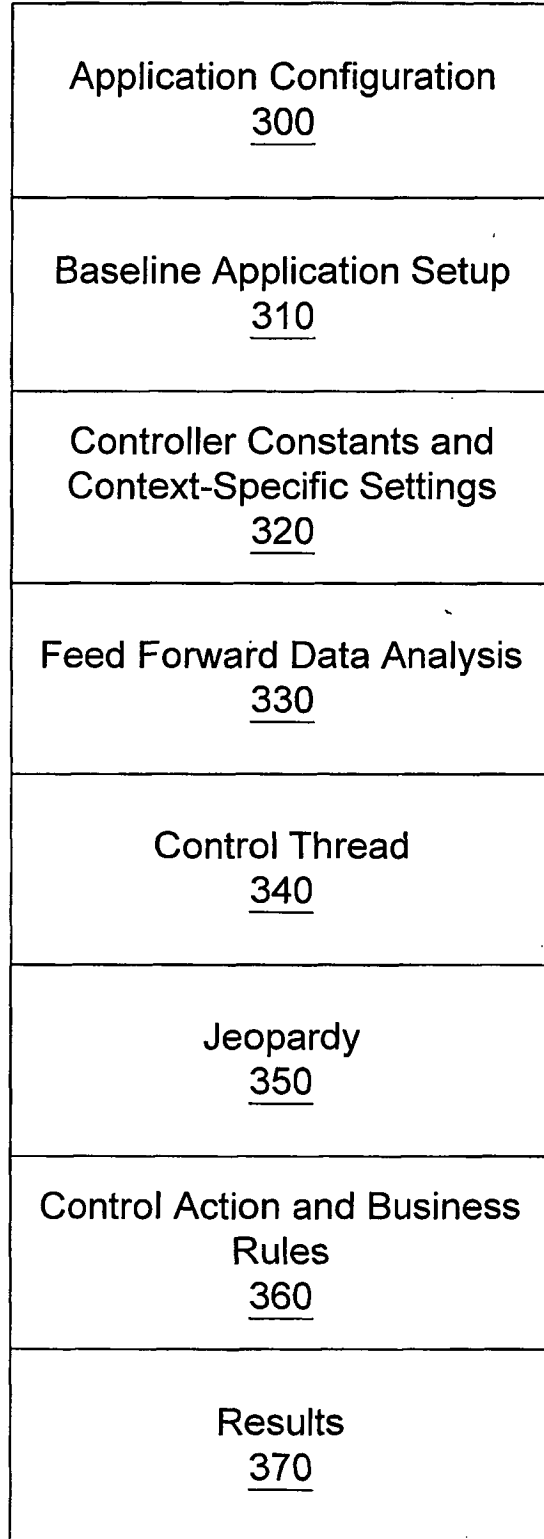 Application Configuration
300
Baseline Application Setup
310
Controller Constants and
Context-Specific Settings
320
Feed Forward Data Analysis
330
Control Thread
340
Jeopardy
350
Control Action and Business
Rules
360
Results
370